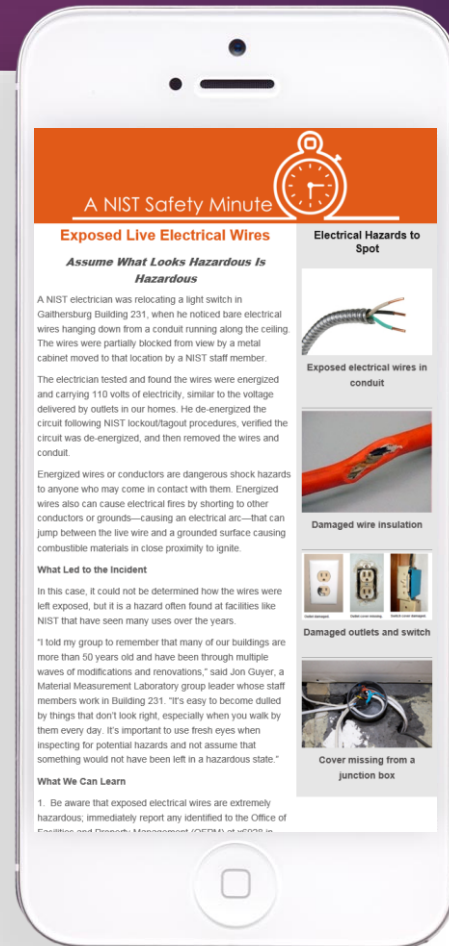 A NIST Safety Minute
Exposed Live Electrical Wires
Assume What Looks Hazardous Is
Hazardous
A NIST electrician was relocating a light switch in
Gaithersburg Building 231, when he noticed bare electrical
wires hanging down from a conduit running along the ceiling.
The wires were partially blocked from view by a metal
cabinet moved to that location by a NIST staff member.
The electrician tested and found the wires were energized
and carrying 110 volts of electricity, similar to the voltage
delivered by outlets in our homes. He de-energized the
circuit following NIST lockout/tagout procedures, verified the
circuit was de-energized, and then removed the wires and
conduit.
Energized wires or conductors are dangerous shock hazards
to anyone who may come in contact with them. Energized
wires also can cause electrical fires by shorting to other
conductors or grounds—causing an electrical arc—that can
jump between the live wire and a grounded surface causing
combustible materials in close proximity to ignite.
What Led to the Incident
In this case, it could not be determined how the wires were
left exposed, but it is a hazard often found at facilities like
NIST that have seen many uses over the years.
"I told my group to remember that many of our buildings are
more than 50 years old and have been through multiple
waves of modifications and renovations," said Jon Guyer, a
Material Measurement Laboratory group leader whose staff
members work in Building 231. "It's easy to become dulled
by things that don't look right, especially when you walk by
them every day. It's important to use fresh eyes when
inspecting for potential hazards and not assume that
something would not have been left in a hazardous state."
What We Can Learn
1. Be aware that exposed electrical wires are extremely
hazardous; immediately report any identified to the Office of
Facilities and Property Management (OFPM) at x6928 in
Electrical Hazards to
Spot
Exposed electrical wires in
conduit
Damaged wire insulation
Outlet damaged
Outlet cover missing
Switch cover damaged
Damaged outlets and switch
Cover missing from a
junction box